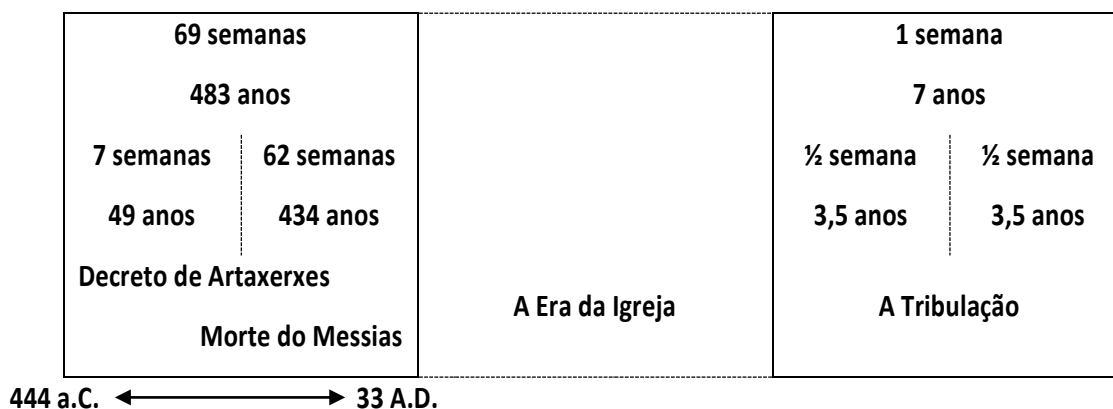 69 semanas
483 anos
7 semanas
62 semanas
49 anos
434 anos
Decreto de Artaxerxes
Morte do Messias
A Era da Igreja
1 semana
7 anos
½ semana
½ semana
3,5 anos
3,5 anos
A Tribulação
444 a.C.
33 A.D.